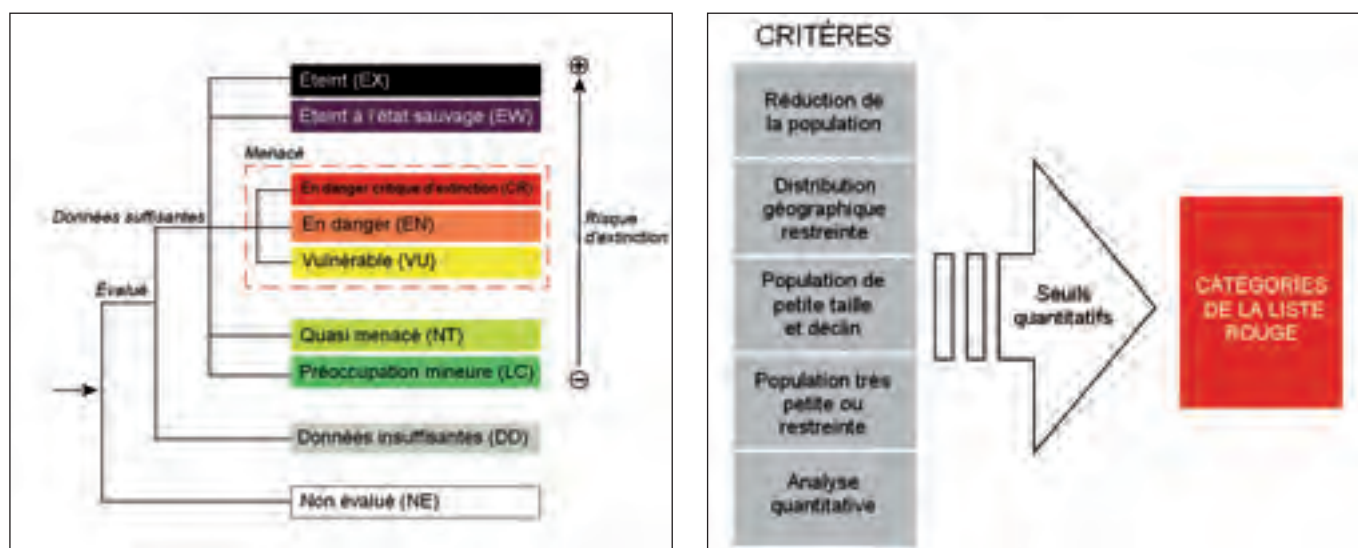 Eteint (EX)
Eteint à l'état sauvage (EW)
Menacé
En danger critique d'extinction (CR)
Données suffisantes
En danger (EN)
Risque
d'extinction
Vulnérable (VU)
Evalué
Quasi menacé (NT)
Préoccupation mineure (LC)
Données insuffisantes (DD)
Non évalué (NE)
CRITÈRES
Réduction de
la population
Distribution
géographique
restreinte
Population de
petite taille
et déclin
Population très
petite ou
restreinte
Analyse
quantitative
Seuils
quantitatifs
CATÉGORIES
DE LA LISTE
ROUGE